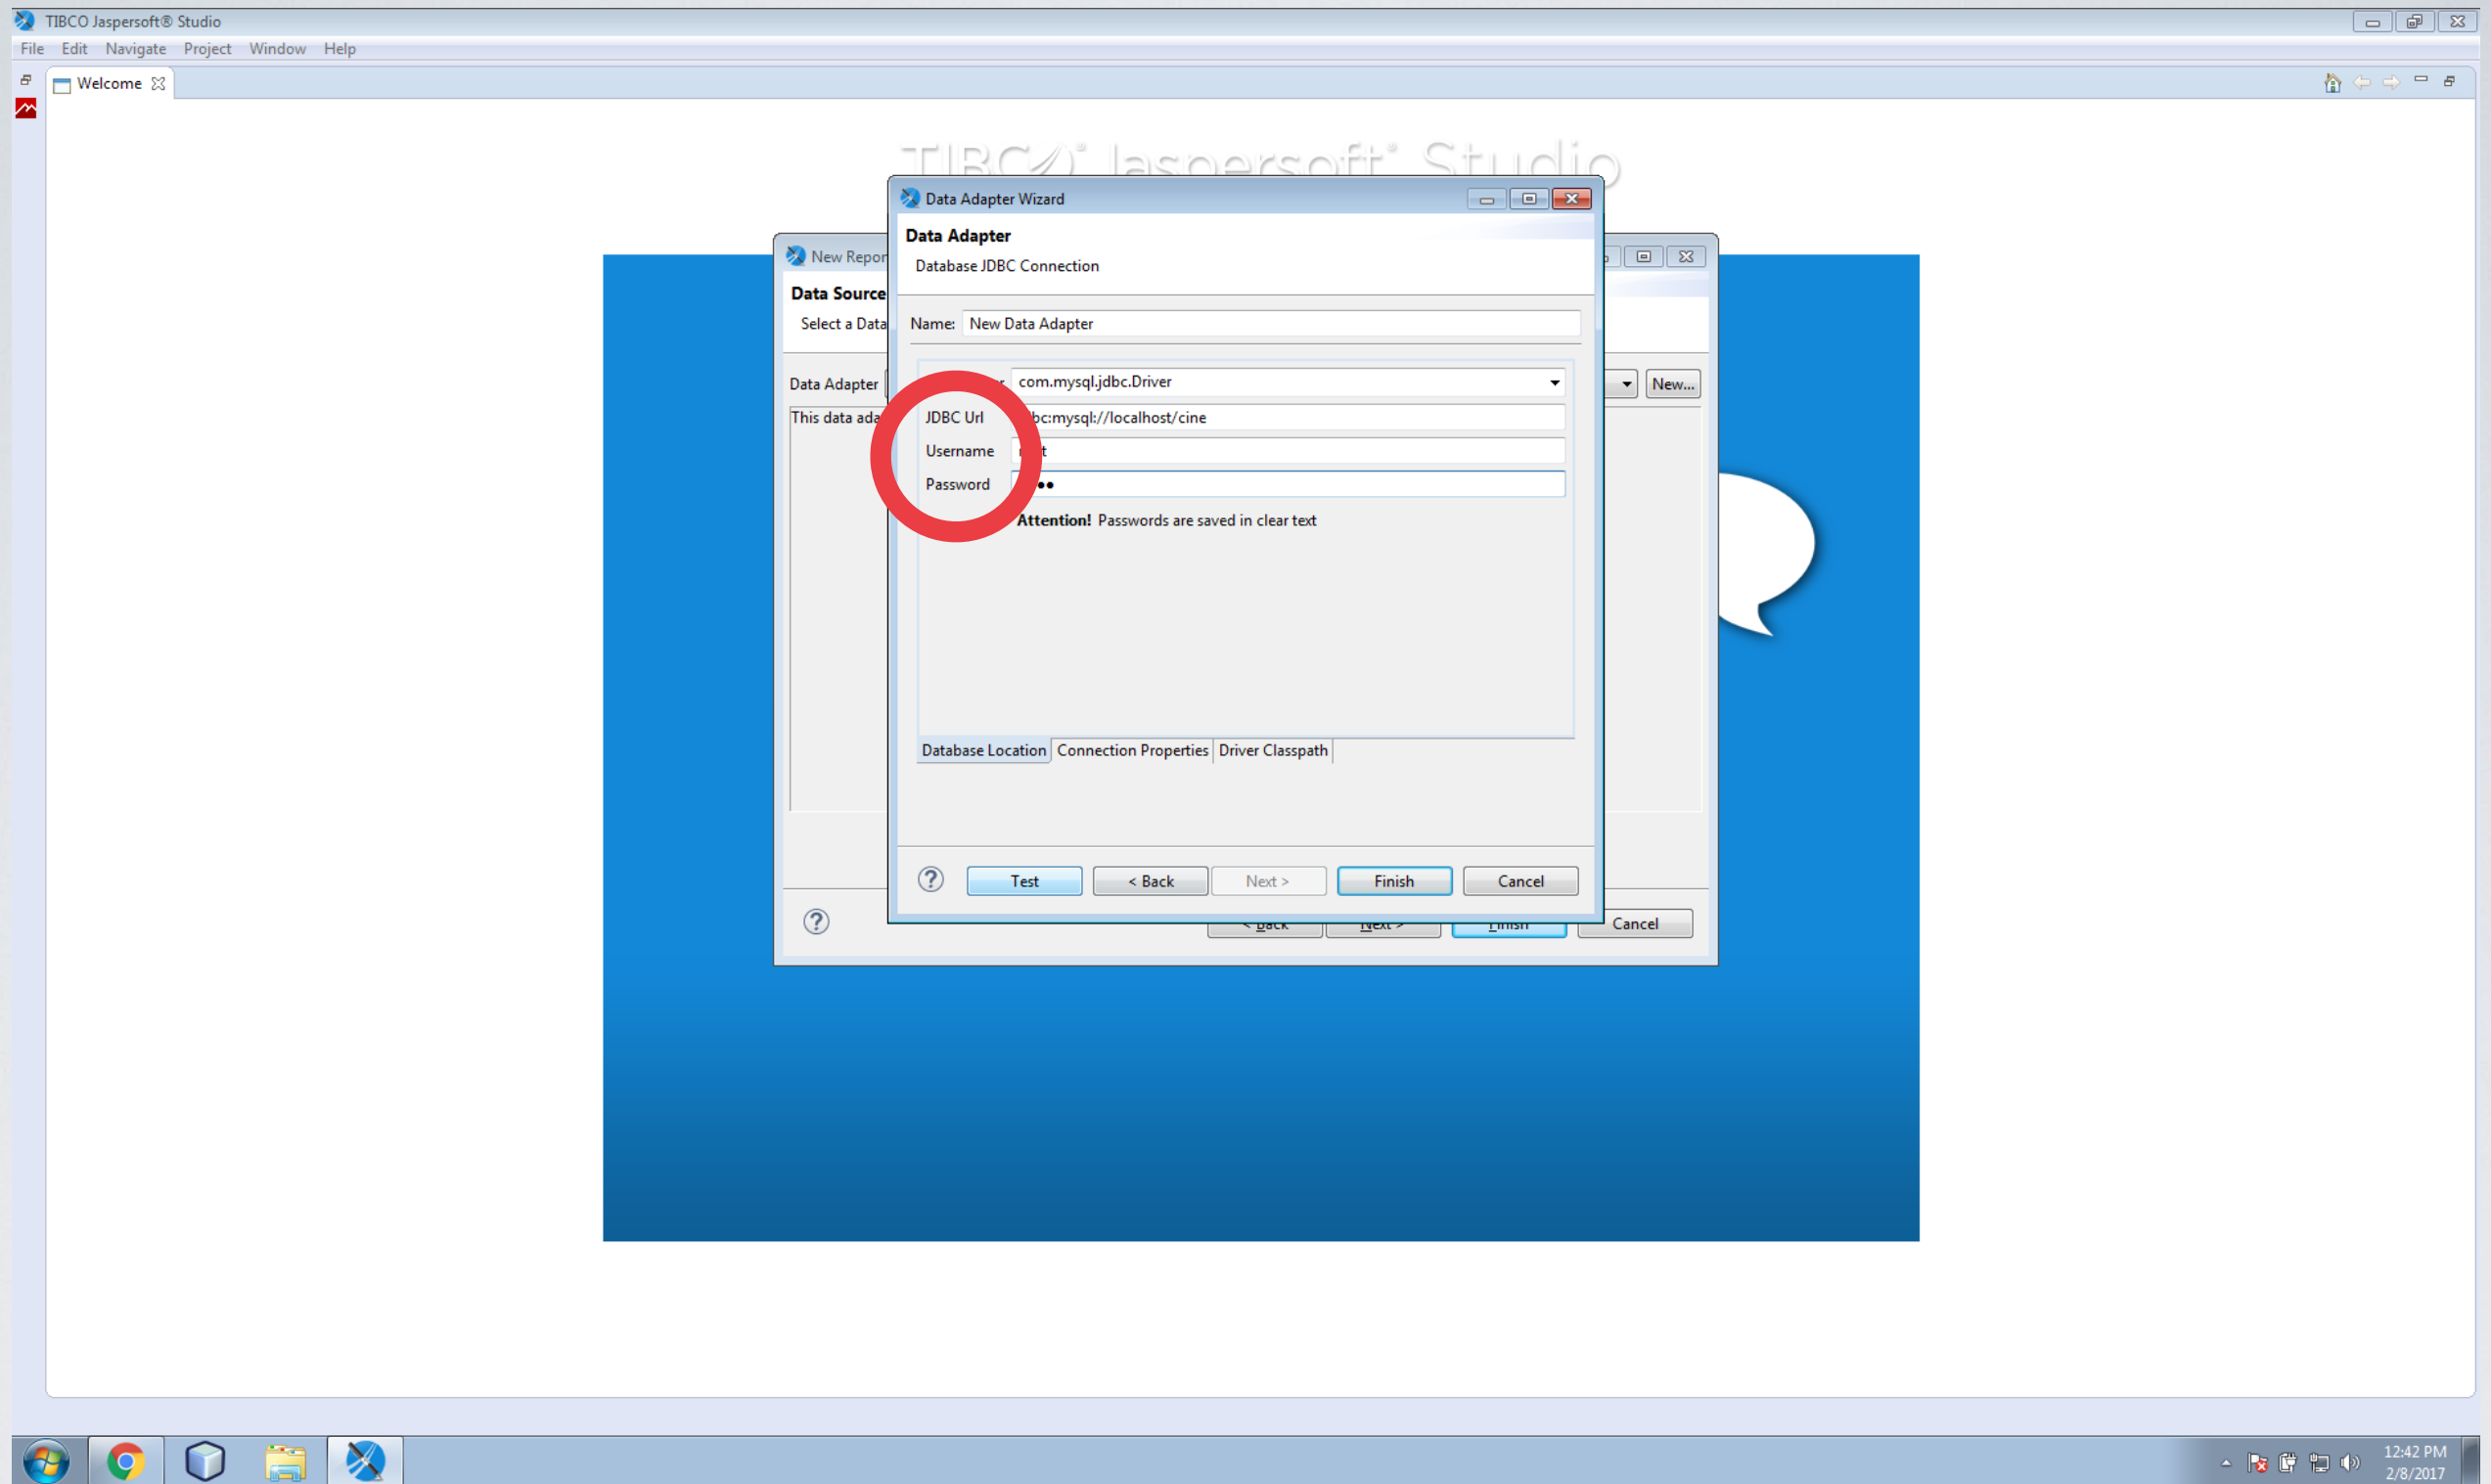 TIBCO Jaspersoft® Studio
File Edit Navigate Project Window Help
Welcome
TIBCO® Jaspersoft® Studio
Data Adapter Wizard
Data Adapter
Database JDBC Connection
New Repor
Data Source
Select a Data
Name: New Data Adapter
Data Adapter
com.mysql.jdbc.Driver
New...
This data ada
JDBC Url
bc:mysql://localhost/cine
Username
Password
Attention! Passwords are saved in clear text
Database Location Connection Properties Driver Classpath
Test < Back Next > Finish Cancel
< Back Next > Finish Cancel
12:42 PM
2/8/2017